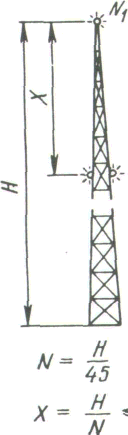 N₁
X
H
N = H/45
X = H/N ≤